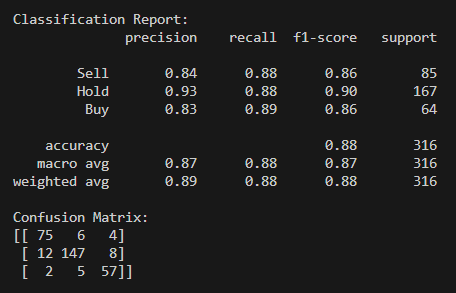 Classification Report:
precision recall f1-score support
Sell 0.84 0.88 0.86 85
Hold 0.93 0.88 0.90 167
Buy 0.83 0.89 0.86 64
accuracy 0.88 316
macro avg 0.87 0.88 0.87 316
weighted avg 0.89 0.88 0.88 316
Confusion Matrix:
[[ 75 6 4]
[ 12 147 8]
[ 2 5 57]]